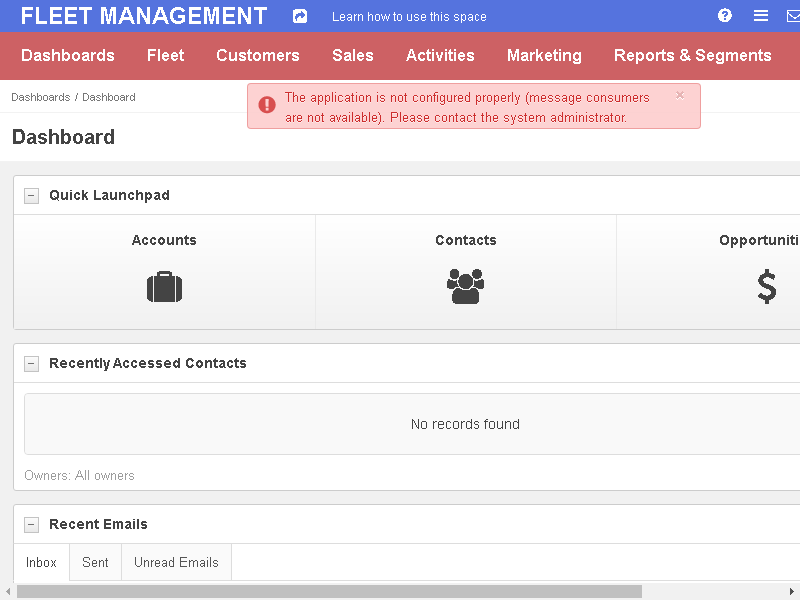 FLEET MANAGEMENT
Learn how to use this space
Dashboards Fleet Customers Sales Activities Marketing Reports & Segments
Dashboards / Dashboard
The application is not configured properly (message consumers
are not available). Please contact the system administrator.
×
Dashboard
Quick Launchpad
Accounts Contacts Opportuniti
Recently Accessed Contacts
No records found
Owners: All owners
Recent Emails
Inbox Sent Unread Emails